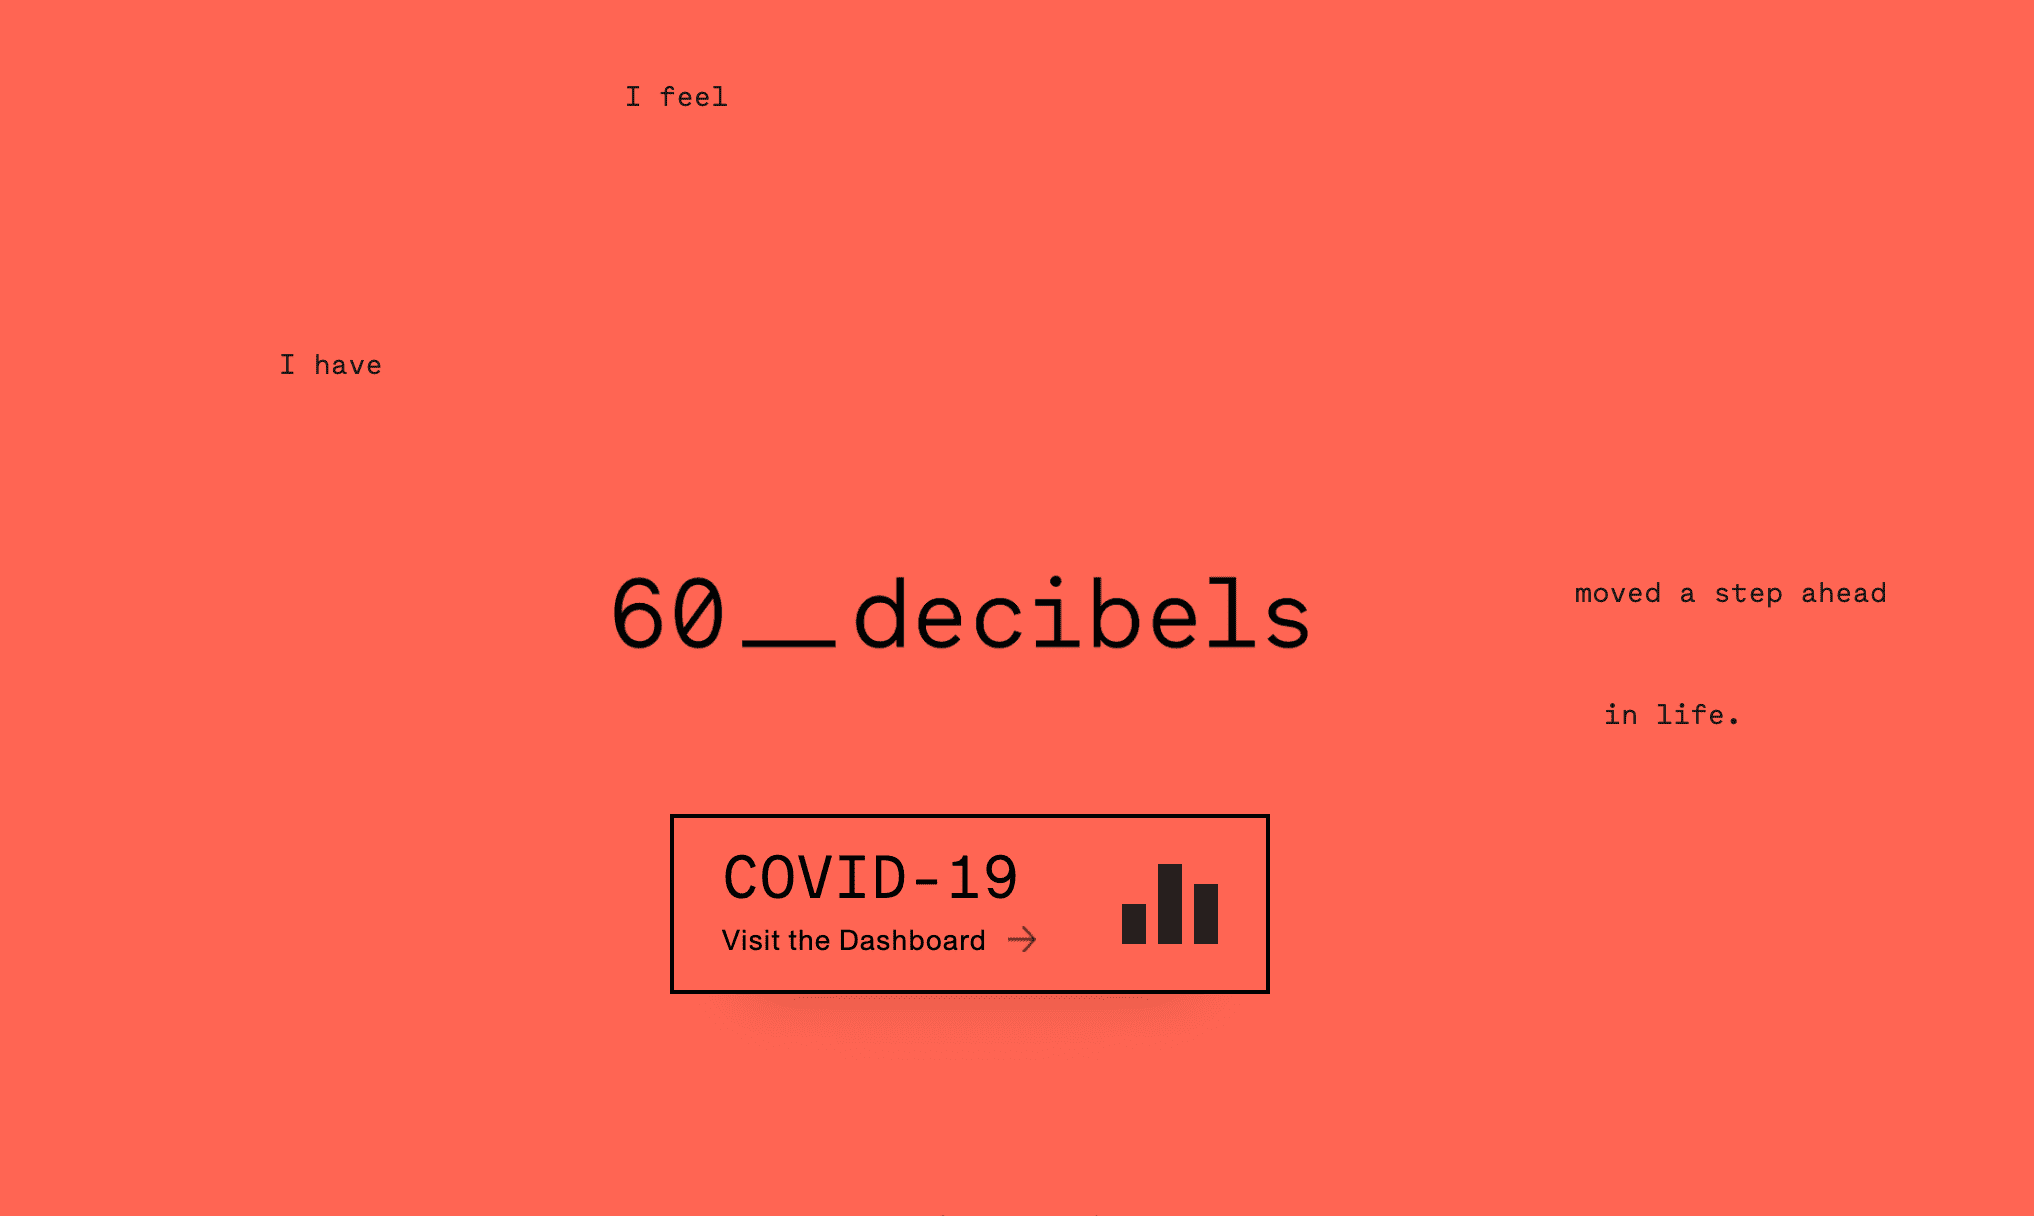 I feel
I have
60__decibels
moved a step ahead
in life.
COVID-19
Visit the Dashboard →